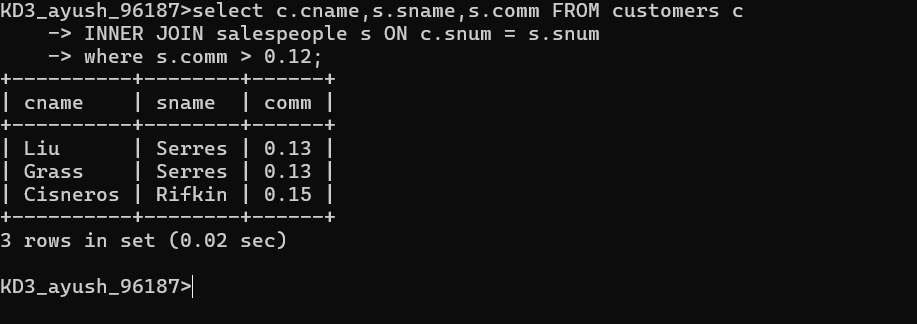 KD3_ayush_96187>select c.cname,s.sname,s.comm FROM customers c
    -> INNER JOIN salespeople s ON c.snum = s.snum
    -> where s.comm > 0.12;
+----------+--------+------+
| cname    | sname  | comm |
+----------+--------+------+
| Liu      | Serres | 0.13 |
| Grass    | Serres | 0.13 |
| Cisneros | Rifkin | 0.15 |
+----------+--------+------+
3 rows in set (0.02 sec)
KD3_ayush_96187>